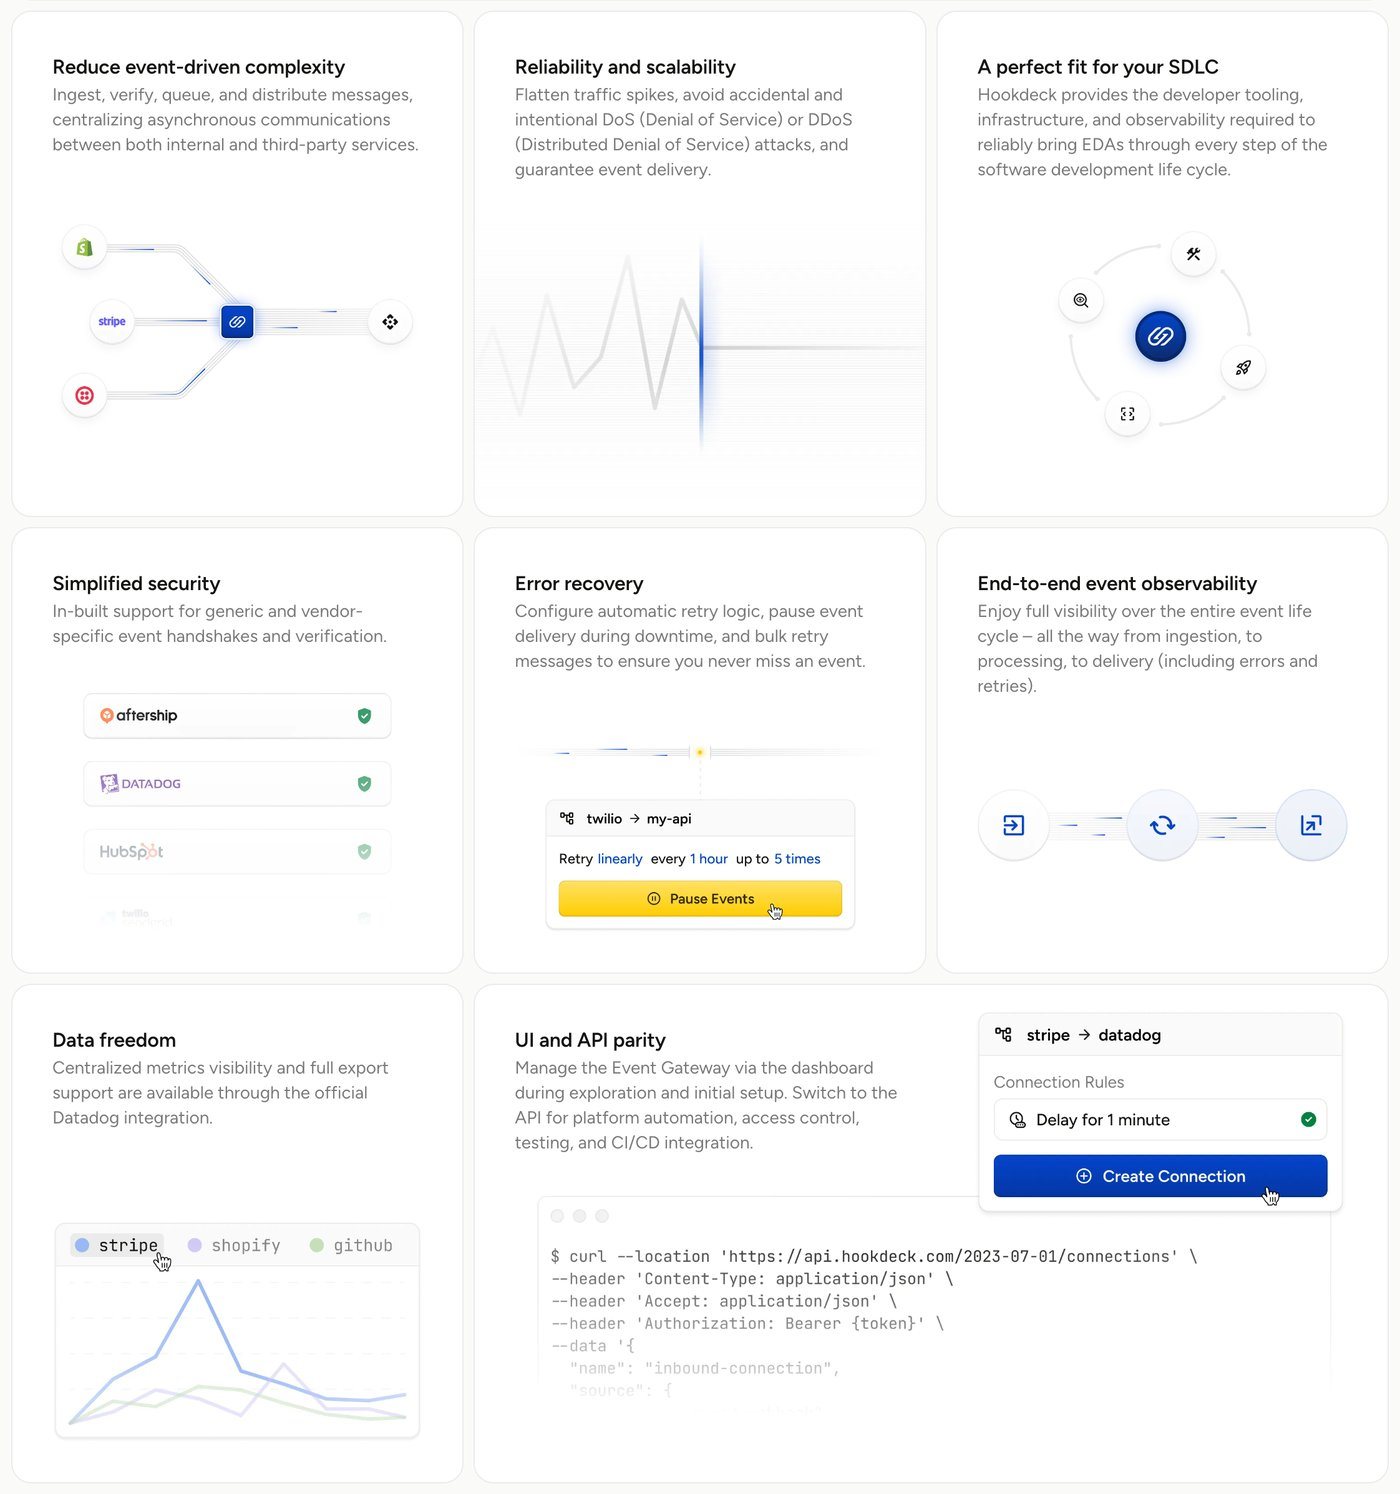 Reduce event-driven complexity
Ingest, verify, queue, and distribute messages,
centralizing asynchronous communications
between both internal and third-party services.
stripe
Reliability and scalability
Flatten traffic spikes, avoid accidental and
intentional DoS (Denial of Service) or DDoS
(Distributed Denial of Service) attacks, and
guarantee event delivery.
A perfect fit for your SDLC
Hookdeck provides the developer tooling,
infrastructure, and observability required to
reliably bring EDAs through every step of the
software development life cycle.
Simplified security
In-built support for generic and vendor-
specific event handshakes and verification.
aftership
DATADOG
HubSpot
twilio
Error recovery
Configure automatic retry logic, pause event
delivery during downtime, and bulk retry
messages to ensure you never miss an event.
twilio → my-api
Retry linearly every 1 hour up to 5 times
Pause Events
End-to-end event observability
Enjoy full visibility over the entire event life
cycle – all the way from ingestion, to
processing, to delivery (including errors and
retries).
Data freedom
Centralized metrics visibility and full export
support are available through the official
Datadog integration.
stripe shopify github
UI and API parity
Manage the Event Gateway via the dashboard
during exploration and initial setup. Switch to the
API for platform automation, access control,
testing, and CI/CD integration.
stripe → datadog
Connection Rules
Delay for 1 minute
Create Connection
$ curl --location 'https://api.hookdeck.com/2023-07-01/connections' \
--header 'Content-Type: application/json' \
--header 'Accept: application/json' \
--header 'Authorization: Bearer {token}' \
--data '{
"name": "inbound-connection",
"source": {